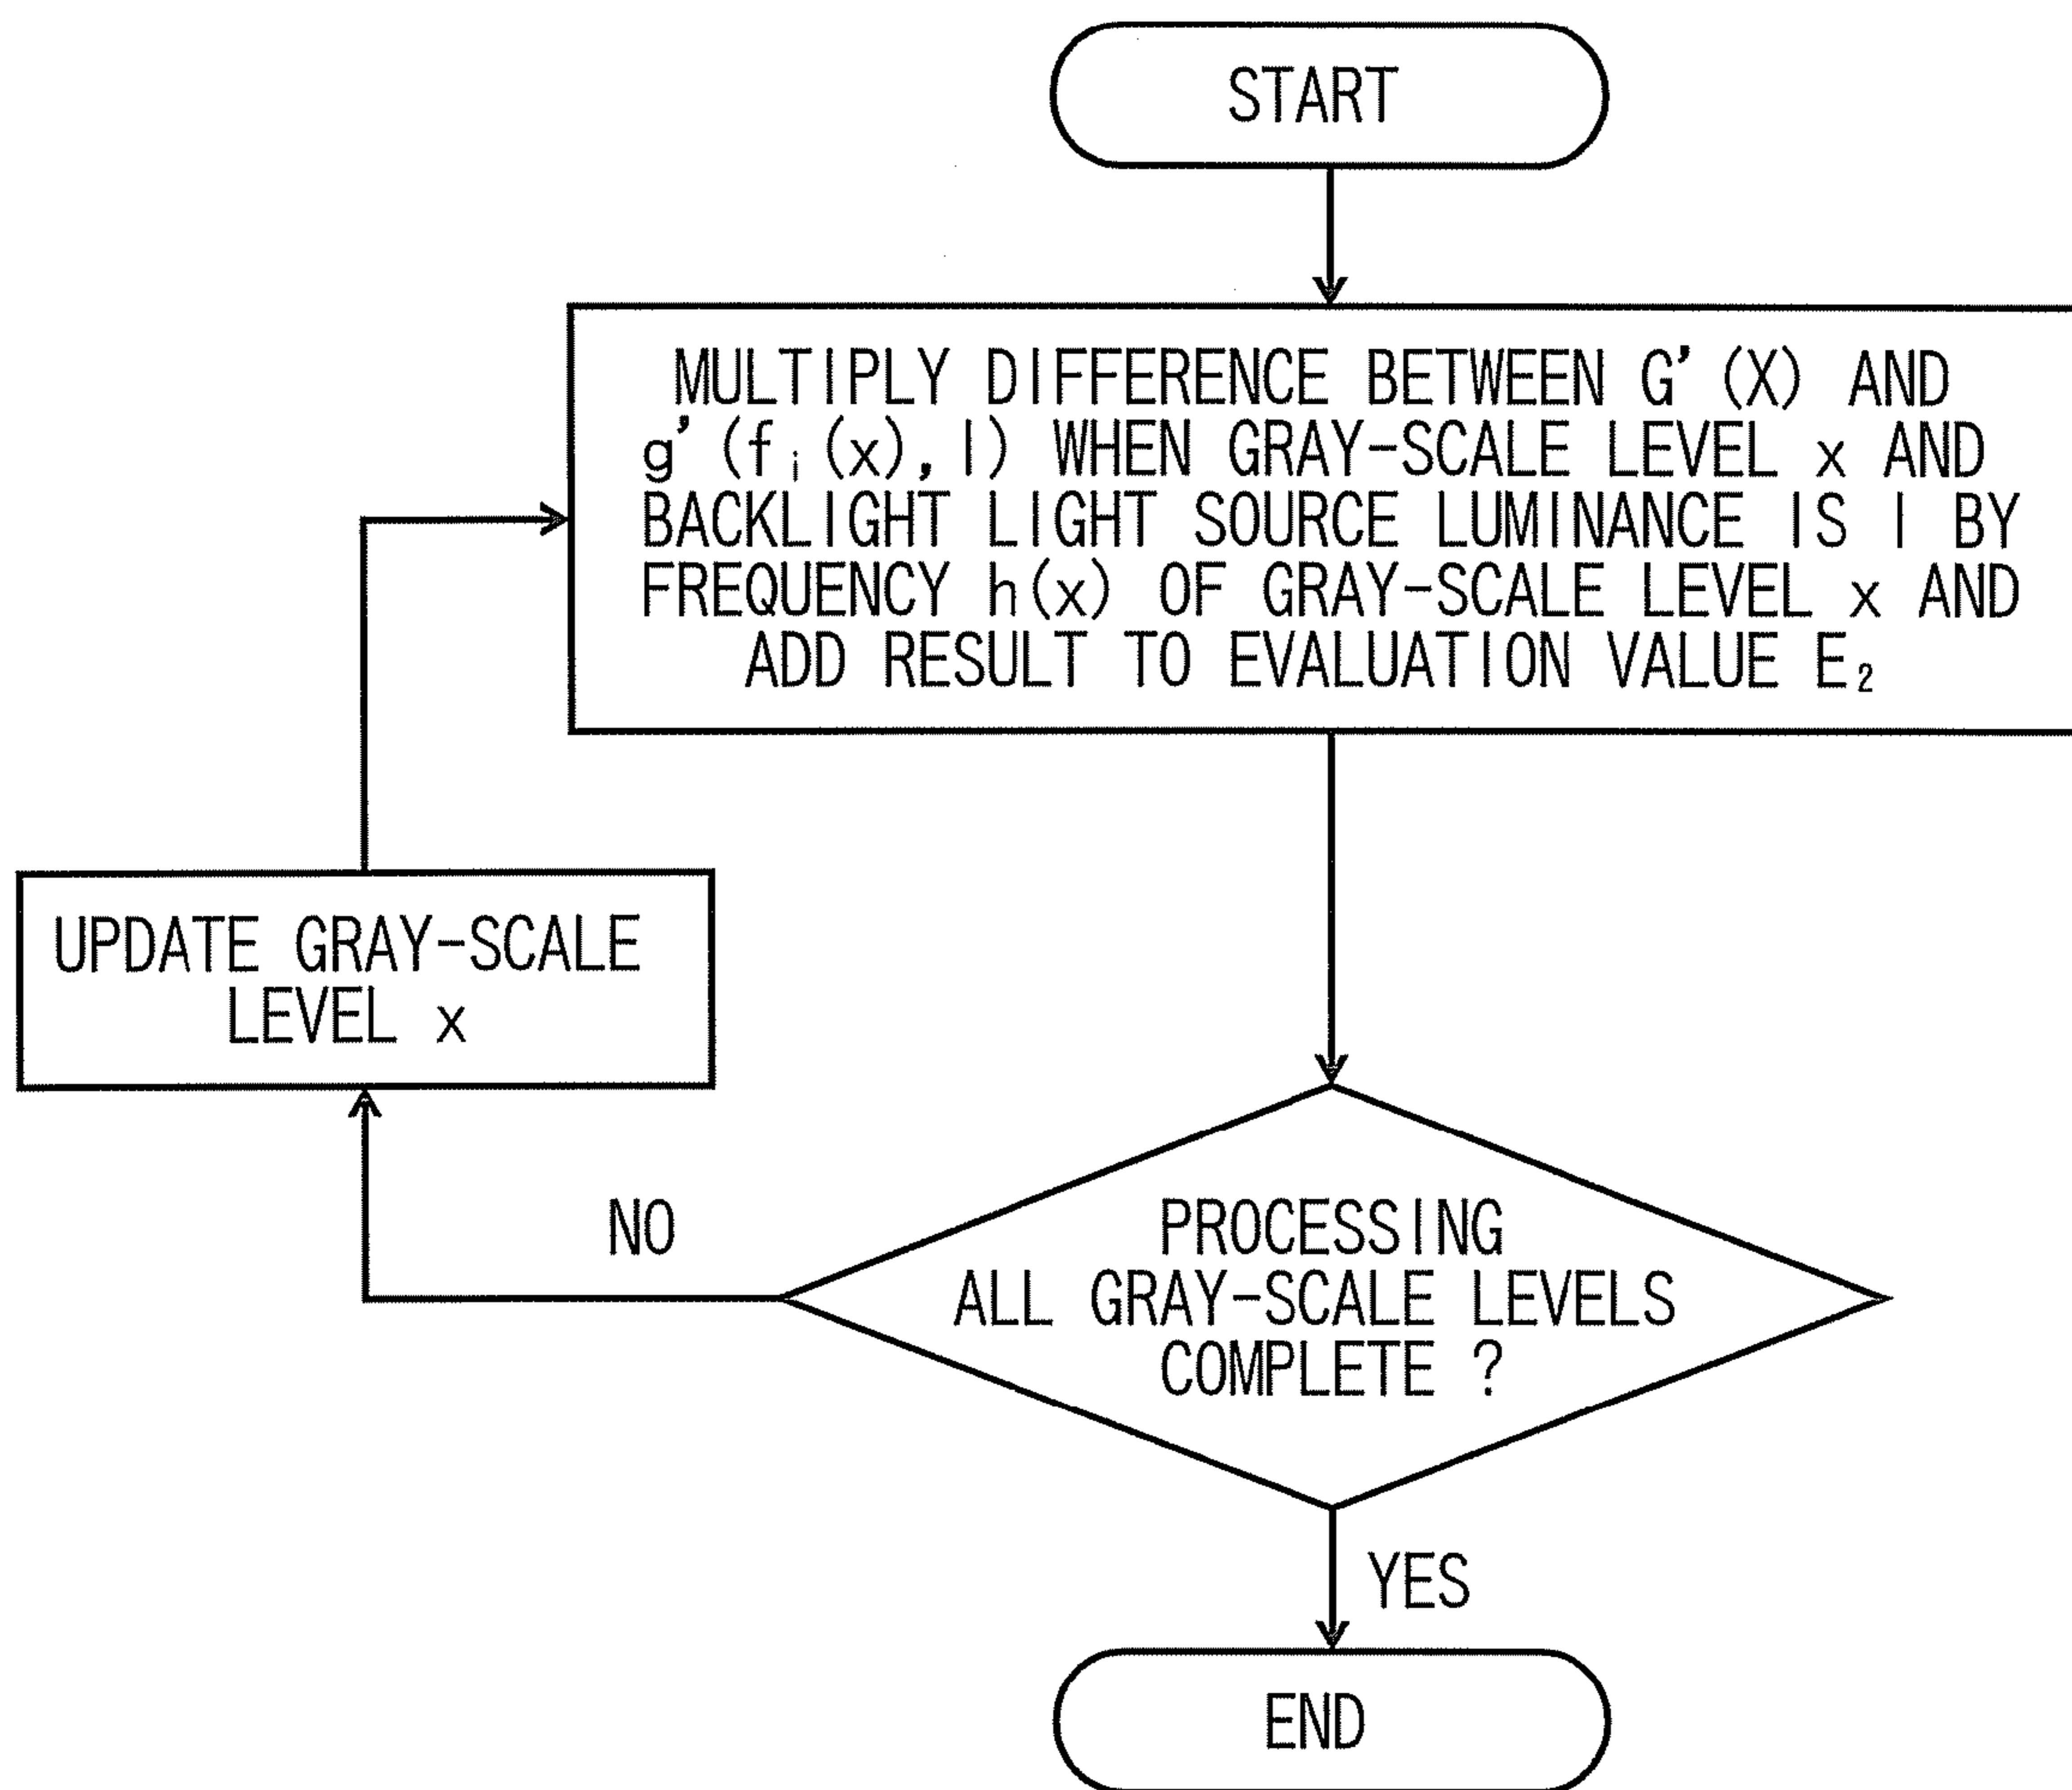 START
MULTIPLY DIFFERENCE BETWEEN G' (X) AND
g' (fᵢ (x), I) WHEN GRAY-SCALE LEVEL x AND
BACKLIGHT LIGHT SOURCE LUMINANCE IS I BY
FREQUENCY h(x) OF GRAY-SCALE LEVEL x AND
ADD RESULT TO EVALUATION VALUE E₂
UPDATE GRAY-SCALE
LEVEL x
NO
PROCESSING
ALL GRAY-SCALE LEVELS
COMPLETE ?
YES
END